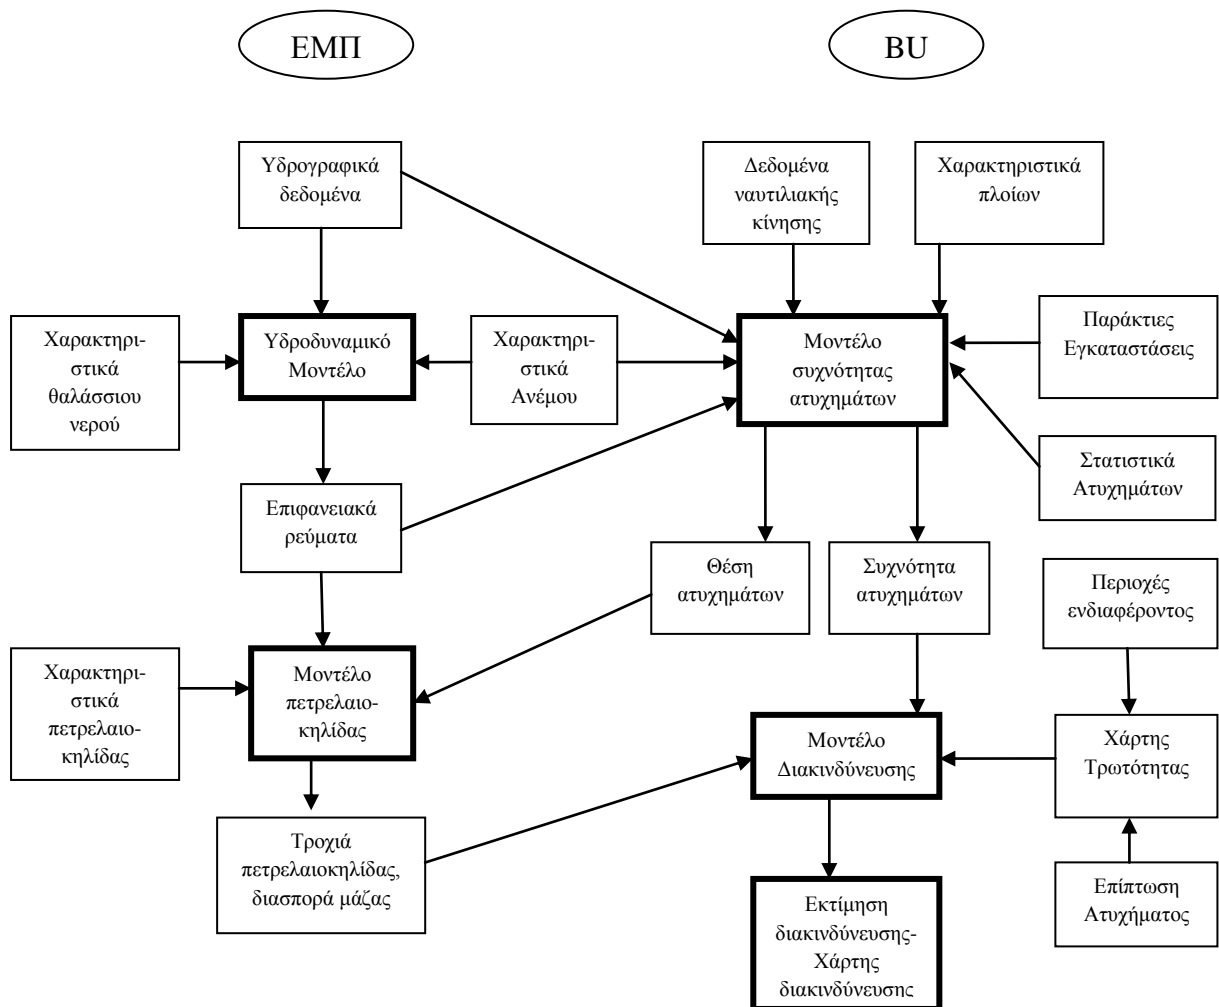 ΕΜΠ
BU
Υδρογραφικά
δεδομένα
Δεδομένα
ναυτιλιακής
κίνησης
Χαρακτηριστικά
πλοίων
Χαρακτηρι-
στικά
θαλάσσιου
νερού
Υδροδυναμικό
Μοντέλο
Χαρακτηρι-
στικά
Ανέμου
Μοντέλο
συχνότητας
ατυχημάτων
Παράκτιες
Εγκαταστάσεις
Στατιστικά
Ατυχημάτων
Επιφανειακά
ρεύματα
Θέση
ατυχημάτων
Συχνότητα
ατυχημάτων
Περιοχές
ενδιαφέροντος
Χαρακτηρι-
στικά
πετρελαιο-
κηλίδας
Μοντέλο
πετρελαιο-
κηλίδας
Μοντέλο
Διακινδύνευσης
Χάρτης
Τρωτότητας
Τροχιά
πετρελαιοκηλίδας,
διασπορά μάζας
Εκτίμηση
διακινδύνευσης-
Χάρτης
διακινδύνευσης
Επίπτωση
Ατυχήματος